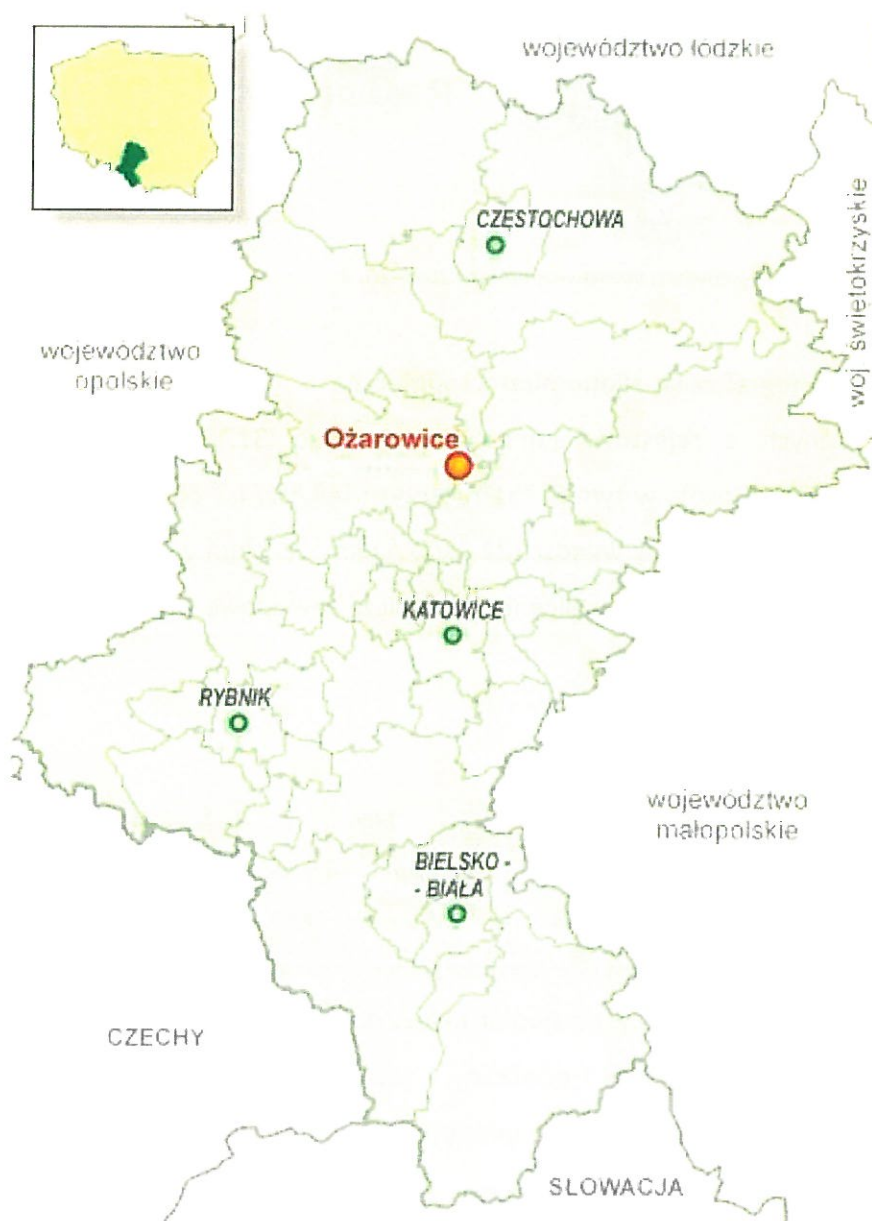 województwo łódzkie
CZĘSTOCHOWA
woj. świętokrzyskie
województwo
opolskie
Ożarowice
KATOWICE
RYBNIK
województwo
małopolskie
BIELSKO -
- BIAŁA
CZECHY
SŁOWACJA